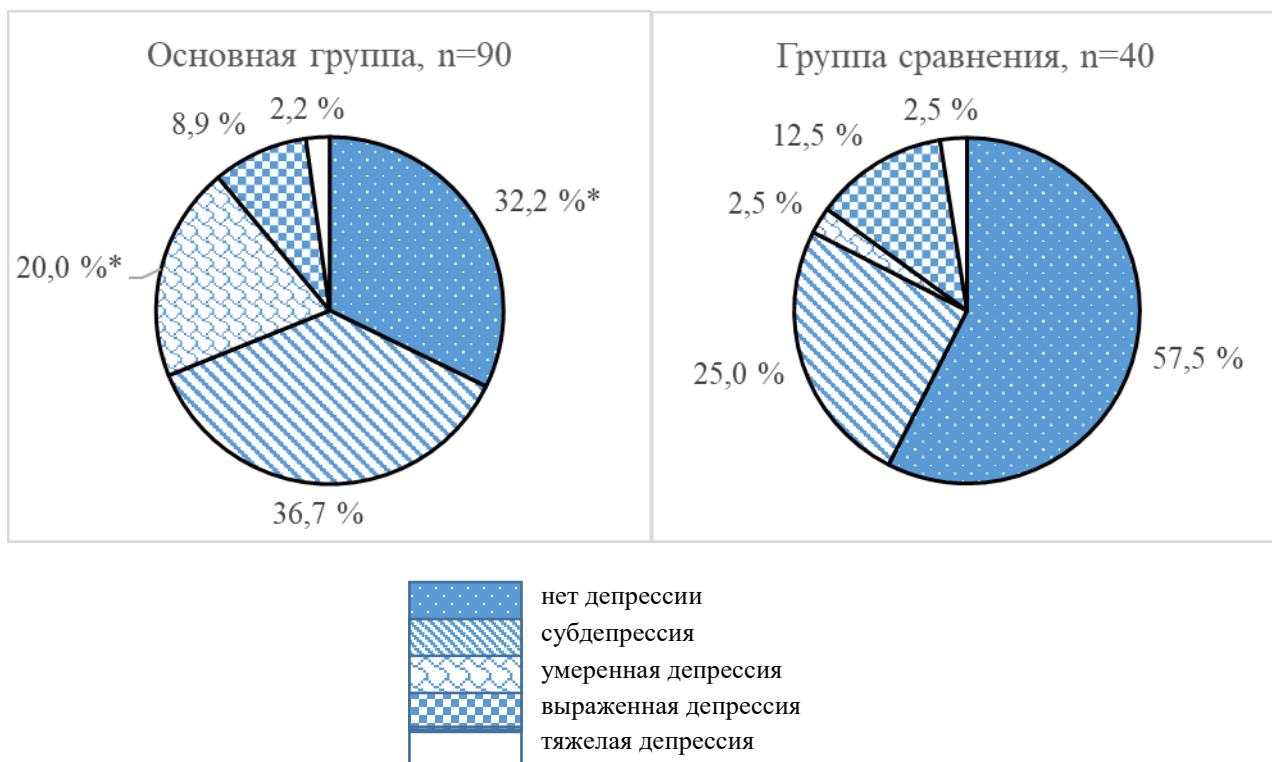 Основная группа, n=90
2,2 %
8,9 %
32,2 %*
20,0 %*
36,7 %
Группа сравнения, n=40
2,5 %
12,5 %
2,5 %
25,0 %
57,5 %
нет депрессии
субдепрессия
умеренная депрессия
выраженная депрессия
тяжелая депрессия